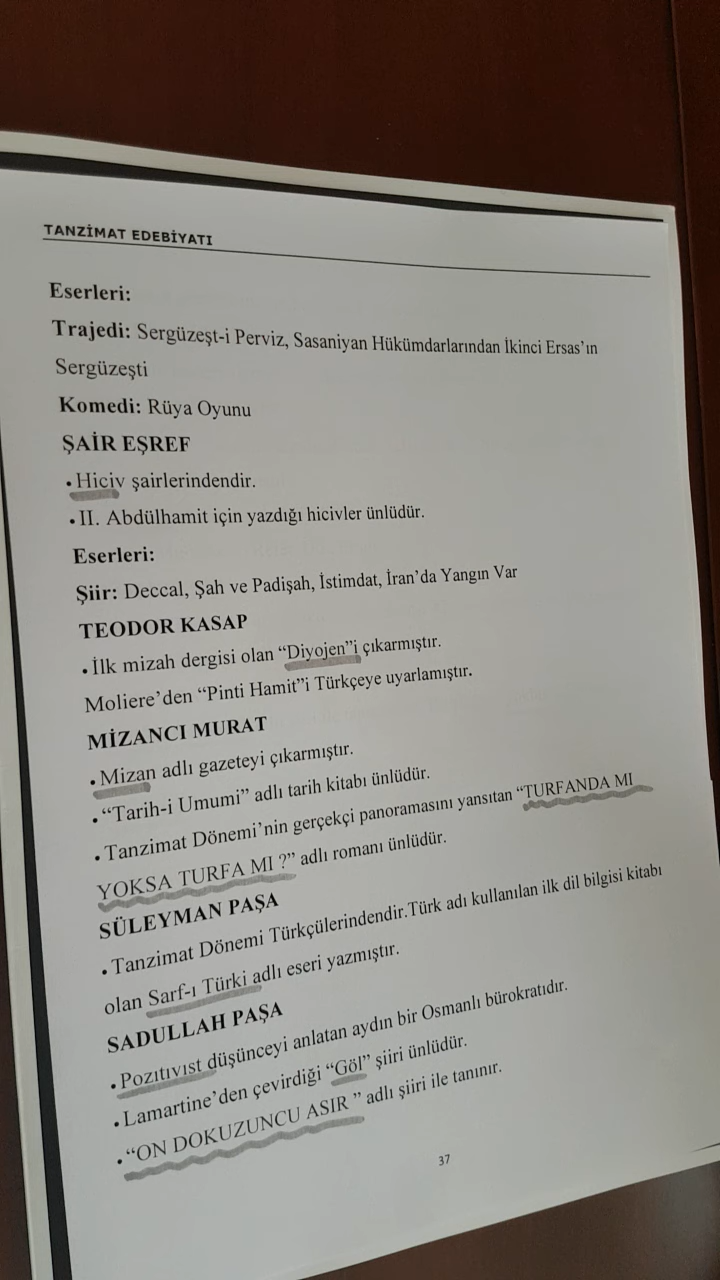 TANZİMAT EDEBİYATI
Eserleri:
Trajedi: Sergüzeşt-i Perviz, Sasaniyan Hükümdarlarından İkinci Ersas’ın
Sergüzeşti
Komedi: Rüya Oyunu
ŞAİR EŞREF
• Hiciv şairlerindendir.
• II. Abdülhamit için yazdığı hicivler ünlüdür.
Eserleri:
Şiir: Deccal, Şah ve Padişah, İstimdat, İran’da Yangın Var
TEODOR KASAP
• İlk mizah dergisi olan “Diyojen”i çıkarmıştır.
Moliere’den “Pinti Hamit”i Türkçeye uyarlamıştır.
MİZANCI MURAT
• Mizan adlı gazeteyi çıkarmıştır.
• “Tarih-i Umumi” adlı tarih kitabı ünlüdür.
• Tanzimat Dönemi’nin gerçekçi panoramasını yansıtan “TURFANDA MI
YOKSA TURFA MI ?” adlı romanı ünlüdür.
SÜLEYMAN PAŞA
• Tanzimat Dönemi Türkçülerindendir.Türk adı kullanılan ilk dil bilgisi kitabı
olan Sarf-ı Türki adlı eseri yazmıştır.
SADULLAH PAŞA
• Pozıtıvıst düşünceyi anlatan aydın bir Osmanlı bürokratıdır.
• Lamartine’den çevirdiği “Göl” şiiri ünlüdür.
• “ON DOKUZUNCU ASIR ” adlı şiiri ile tanınır.
37